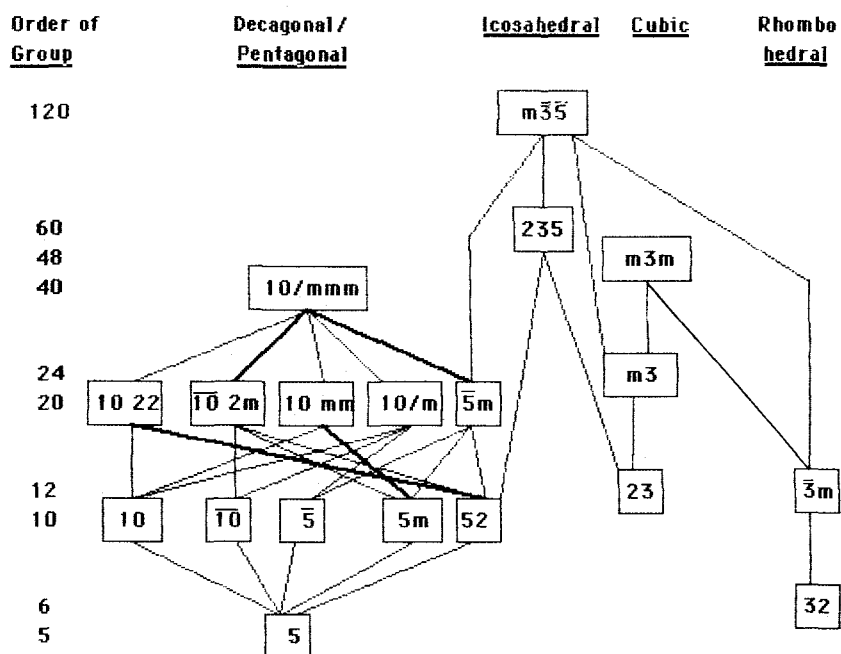 Order of Decagonal/ Icosahedral Cubic Rhombo
Group Pentagonal hedral
120 m3̄5̄
60 235
48 m3m
40 10/mmm
24 m3
20 10 22 1̄0̄ 2m 10 mm 10/m 5̄m
12 23 3̄m
10 10 1̄0̄ 5̄ 5m 52
6 32
5 5